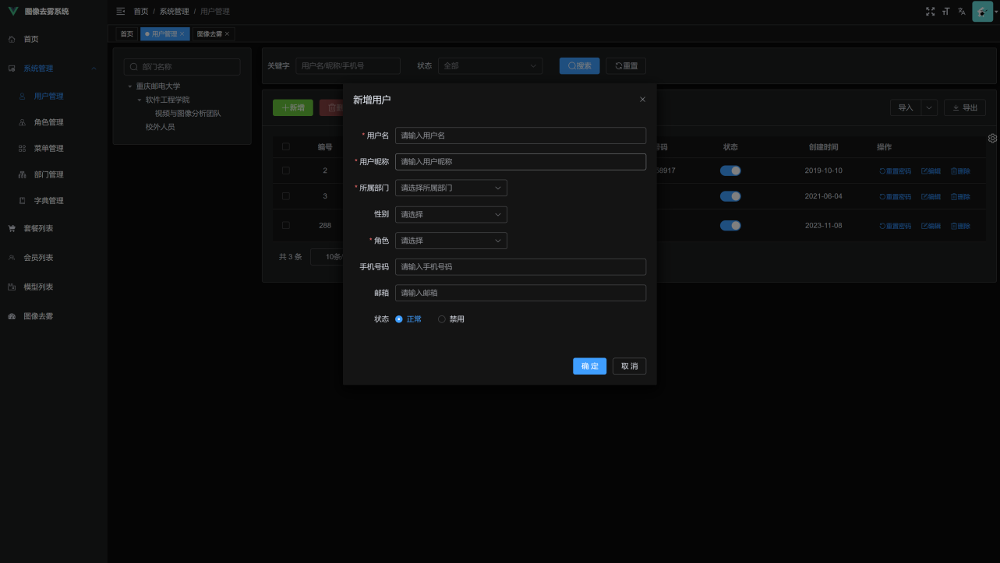 图像去雾系统
首页 / 系统管理 / 用户管理
首页 用户管理 × 图像去雾 ×
首页
系统管理
用户管理
角色管理
菜单管理
部门管理
字典管理
套餐列表
会员列表
模型列表
图像去雾
部门名称
重庆邮电大学
软件工程学院
视频与图像分析团队
校外人员
关键字 用户名/昵称/手机号 状态 全部 搜索 重置
新增 导入 导出
编号 号码 状态 创建时间 操作
2 58917 2019-10-10 重置密码 编辑 删除
3 2021-06-04 重置密码 编辑 删除
288 2023-11-08 重置密码 编辑 删除
共 3 条 10条/
新增用户
* 用户名 请输入用户名
* 用户昵称 请输入用户昵称
* 所属部门 请选择所属部门
性别 请选择
* 角色 请选择
手机号码 请输入手机号码
邮箱 请输入邮箱
状态 正常 禁用
确 定 取 消